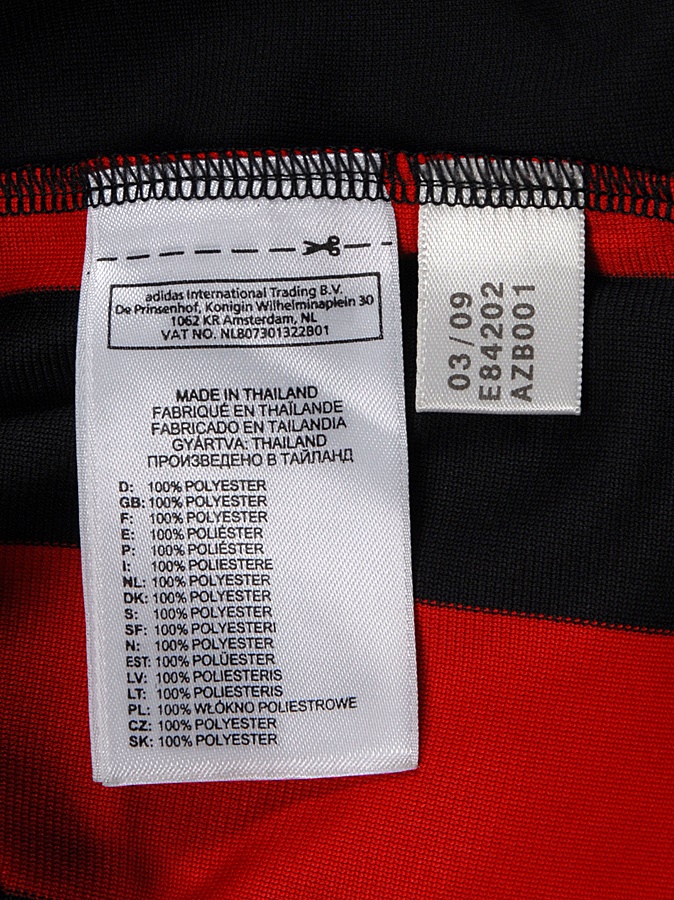 adidas International Trading B.V.
De Prinsenhof, Konigin Wilhelminaplein 30
1062 KR Amsterdam, NL
VAT NO. NL807301322B01
MADE IN THAILAND
FABRIQUÉ EN THAÏLANDE
FABRICADO EN TAILANDIA
GYÁRTVA: THAILAND
ПРОИЗВЕДЕНО В ТАЙЛАНД
D: 100% POLYESTER
GB: 100% POLYESTER
F: 100% POLYESTER
E: 100% POLIÉSTER
P: 100% POLIÉSTER
I: 100% POLIESTERE
NL: 100% POLYESTER
DK: 100% POLYESTER
S: 100% POLYESTER
SF: 100% POLYESTERI
N: 100% POLYESTER
EST: 100% POLÜESTER
LV: 100% POLIESTERIS
LT: 100% POLIESTERIS
PL: 100% WŁÓKNO POLIESTROWE
CZ: 100% POLYESTER
SK: 100% POLYESTER
03/09
E84202
AZB001